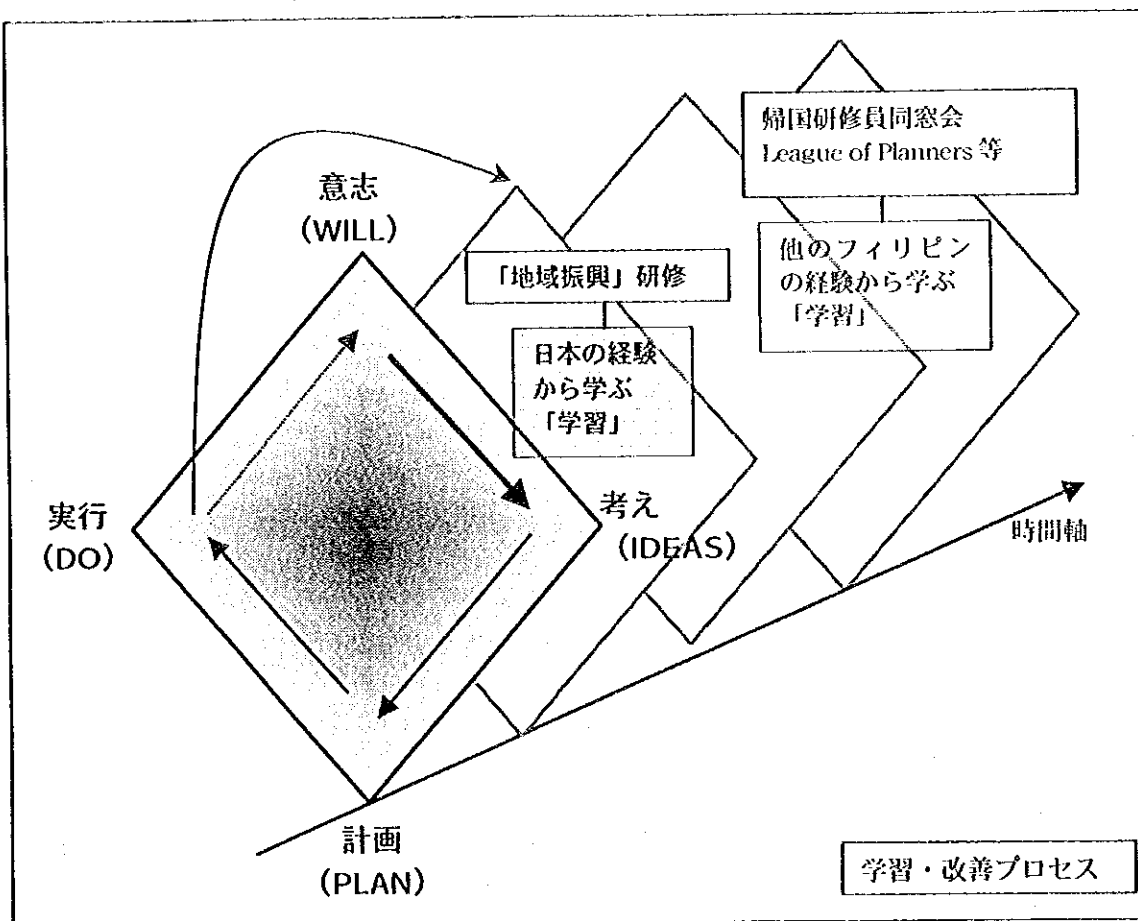 帰国研修員同窓会
League of Planners 等
意志
(WILL)
「地域振興」研修
他のフィリピン
の経験から学ぶ
「学習」
日本の経験
から学ぶ
「学習」
実行
(DO)
考え
(IDEAS)
時間軸
計画
(PLAN)
学習・改善プロセス